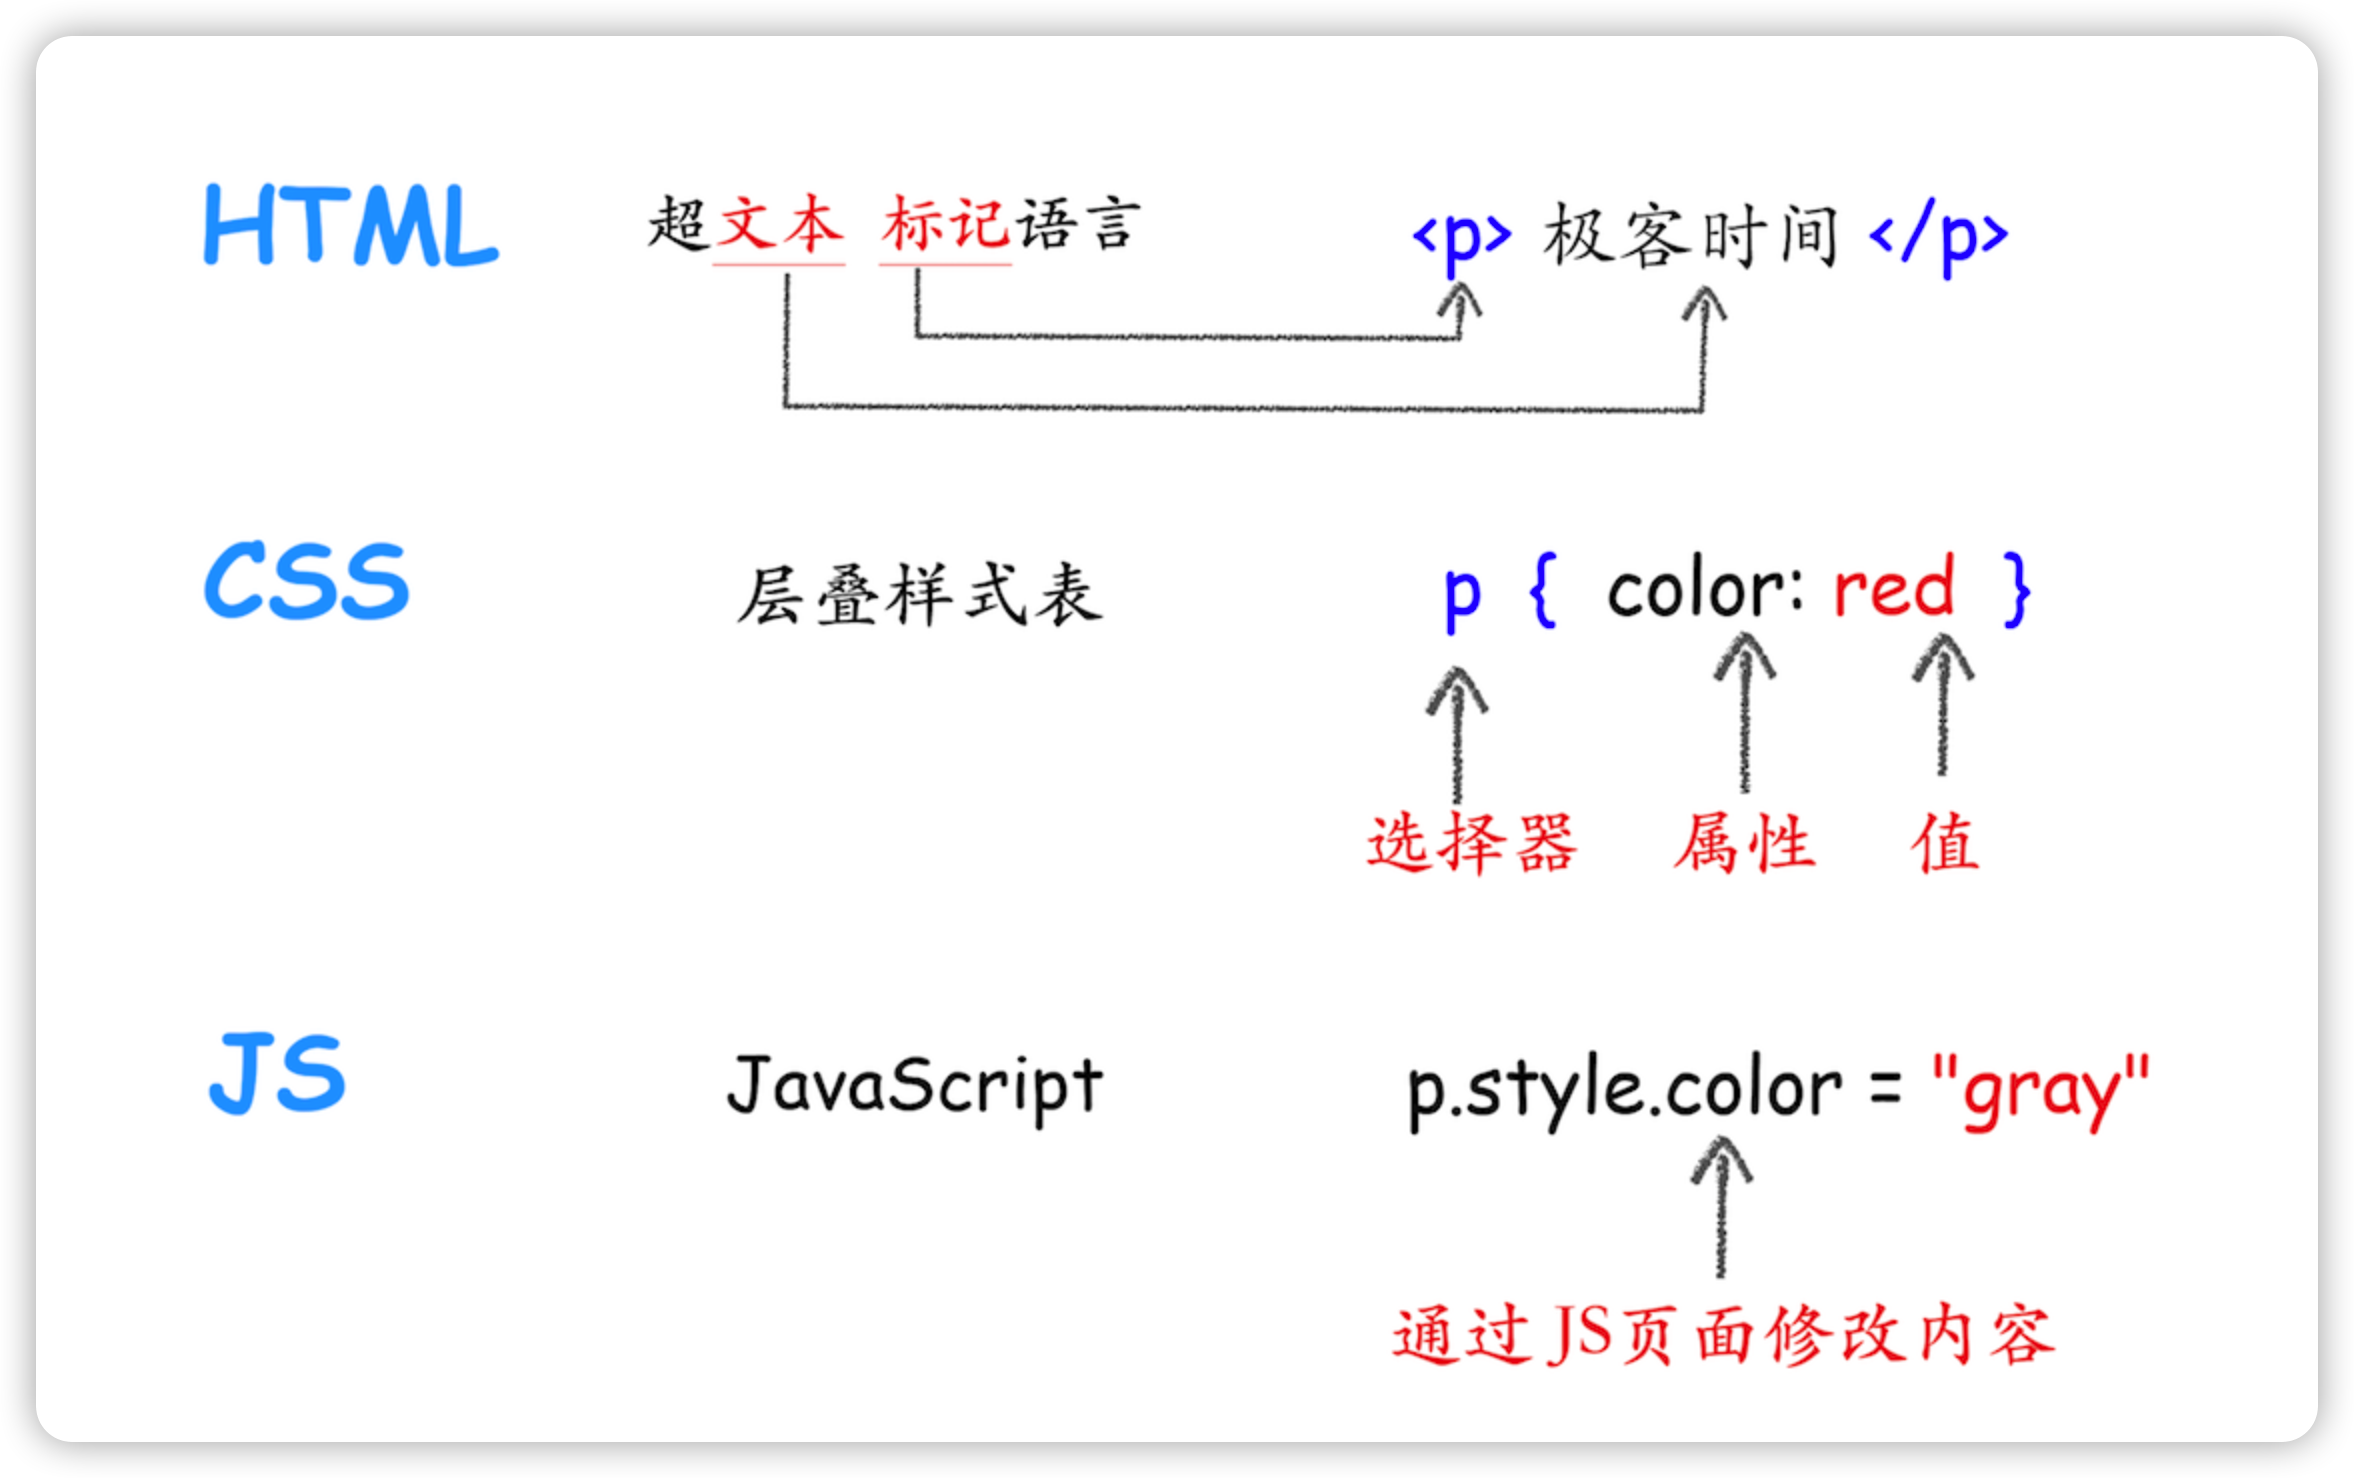 HTML 超文本 标记语言 <p> 极客时间 </p>
CSS 层叠样式表 p { color: red }
选择器 属性 值
JS JavaScript p.style.color = "gray"
通过JS页面修改内容